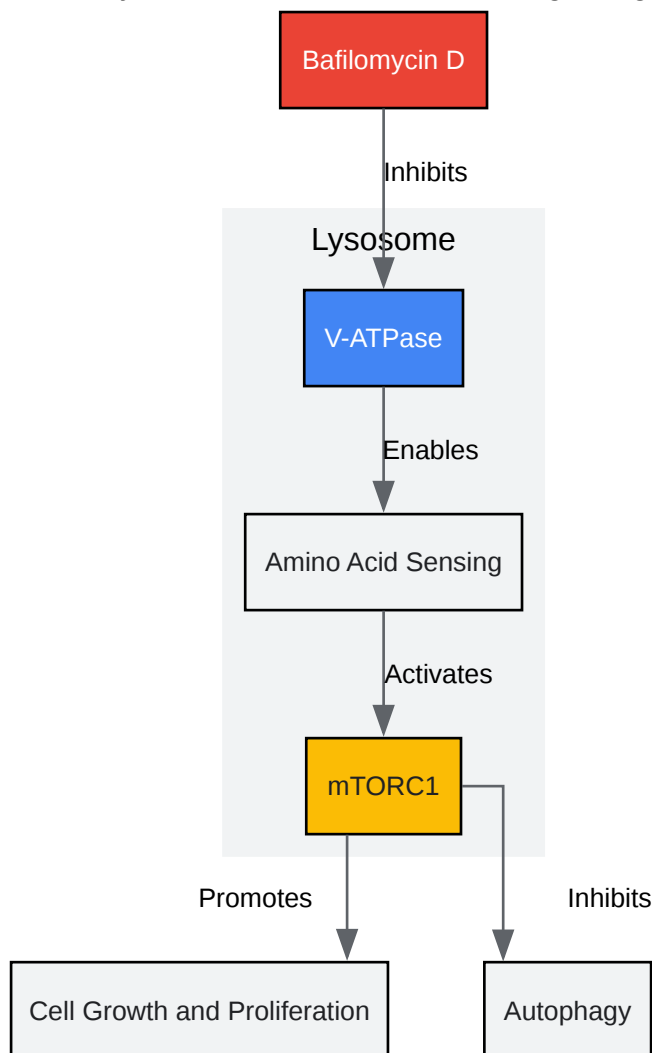 Bafilomycin D
Inhibits
Lysosome
V-ATPase
Enables
Amino Acid Sensing
Activates
mTORC1
Promotes
Inhibits
Cell Growth and Proliferation
Autophagy